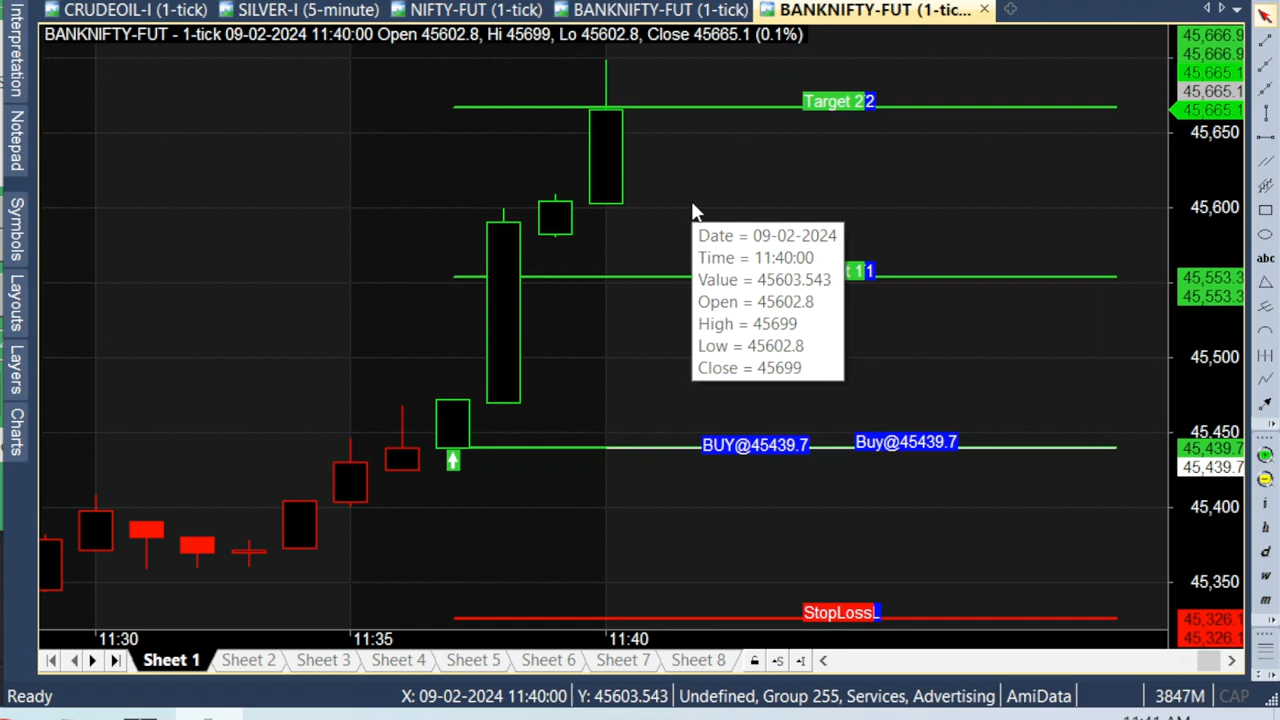 CRUDEOIL-I (1-tick)
SILVER-I (5-minute)
NIFTY-FUT (1-tick)
BANKNIFTY-FUT (1-tick)
BANKNIFTY-FUT (1-tic...
BANKNIFTY-FUT - 1-tick 09-02-2024 11:40:00 Open 45602.8, Hi 45699, Lo 45602.8, Close 45665.1 (0.1%)
Interpretation
Notepad
Symbols
Layouts
Layers
Charts
45,666.9
45,666.9
45,665.1
45,665.1
45,665.1
45,650
45,600
45,553.3
45,553.3
45,500
45,450
45,439.7
45,439.7
45,400
45,350
45,326.1
45,326.1
Target 2 2
Date = 09-02-2024
Time = 11:40:00
Value = 45603.543
Open = 45602.8
High = 45699
Low = 45602.8
Close = 45699
t 1 1
BUY@45439.7
Buy@45439.7
StopLoss L
11:30
11:35
11:40
Sheet 1
Sheet 2
Sheet 3
Sheet 4
Sheet 5
Sheet 6
Sheet 7
Sheet 8
abc
i
h
d
w
m
Ready
X: 09-02-2024 11:40:00
Y: 45603.543
Undefined, Group 255, Services, Advertising
AmiData
3847M
CAP